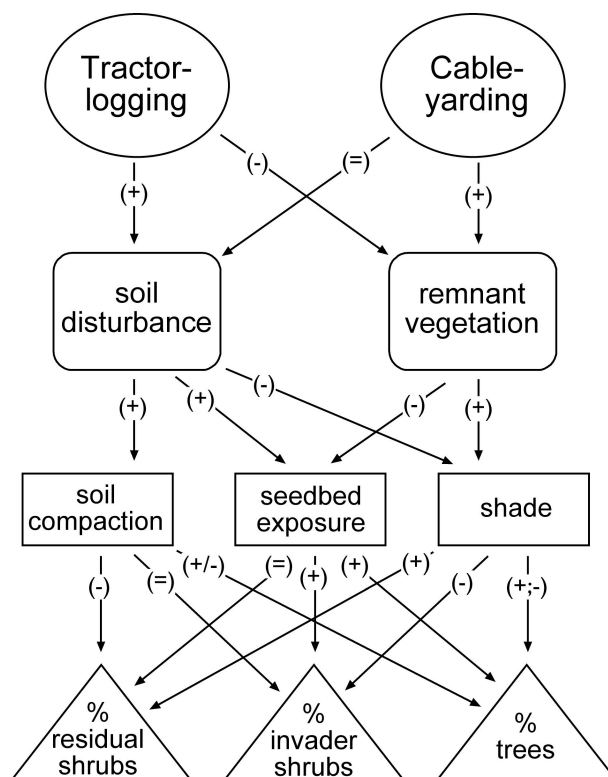 Tractor-
logging
Cable-
yarding
(-)
(=)
(+)
(+)
soil
disturbance
remnant
vegetation
(-)
(+)
(+)
(-)
(+)
soil
compaction
seedbed
exposure
shade
(-)
(=)
(+/-)
(=)
(+)
(+)
(+)
(-)
(+;-)
%
residual
shrubs
%
invader
shrubs
%
trees